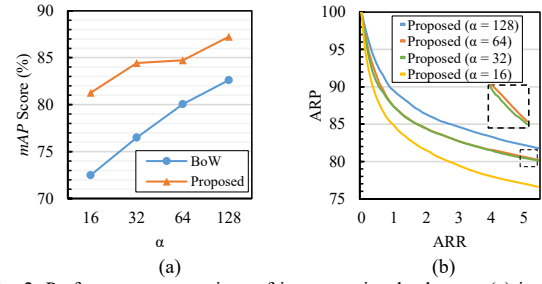 90
85
80
75
70
mAP Score (%)
16 32 64 128
α
BoW
Proposed
(a)
100
95
90
85
80
75
ARP
0 1 2 3 4 5
ARR
Proposed (α = 128)
Proposed (α = 64)
Proposed (α = 32)
Proposed (α = 16)
(b)